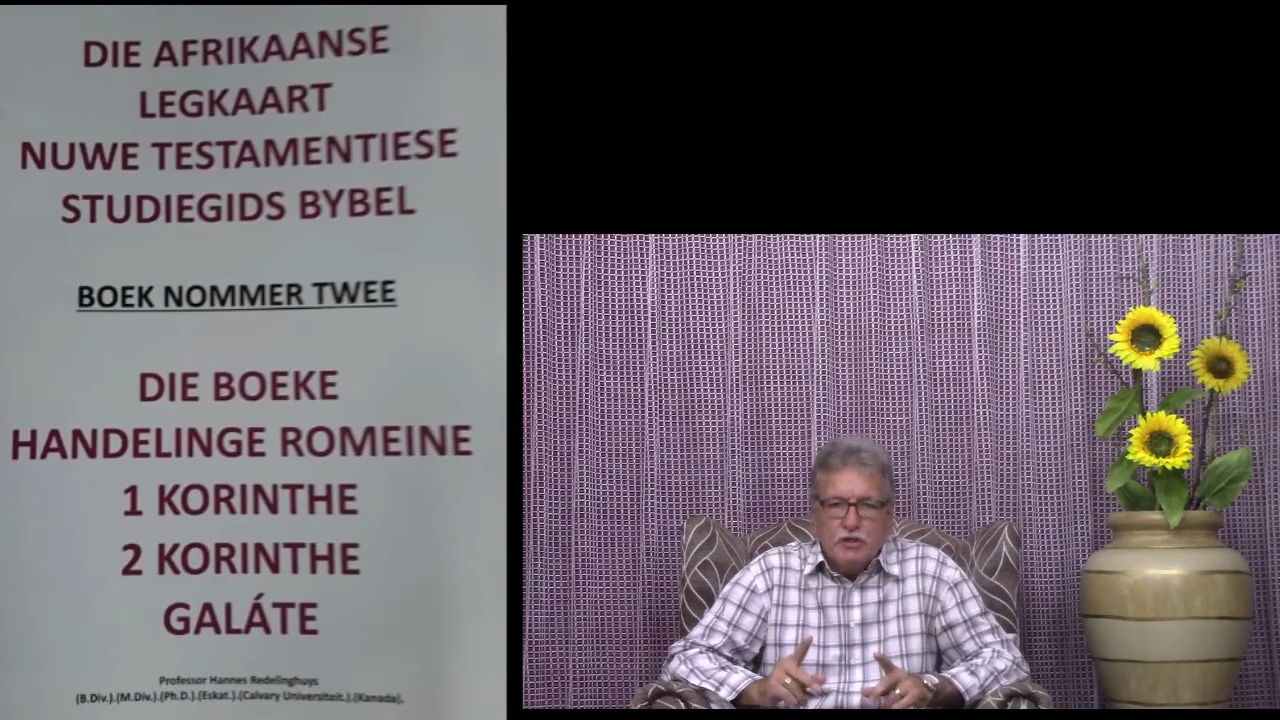 DIE AFRIKAANSE
LEGKAART
NUWE TESTAMENTIESE
STUDIEGIDS BYBEL
BOEK NOMMER TWEE
DIE BOEKE
HANDELINGE ROMEINE
1 KORINTHE
2 KORINTHE
GALÁTE
Professor Hannes Redelinghuys
(B.Div.).(M.Div.).(Ph.D.).(Eskat.).(Calvary Universiteit.).(Kanada).